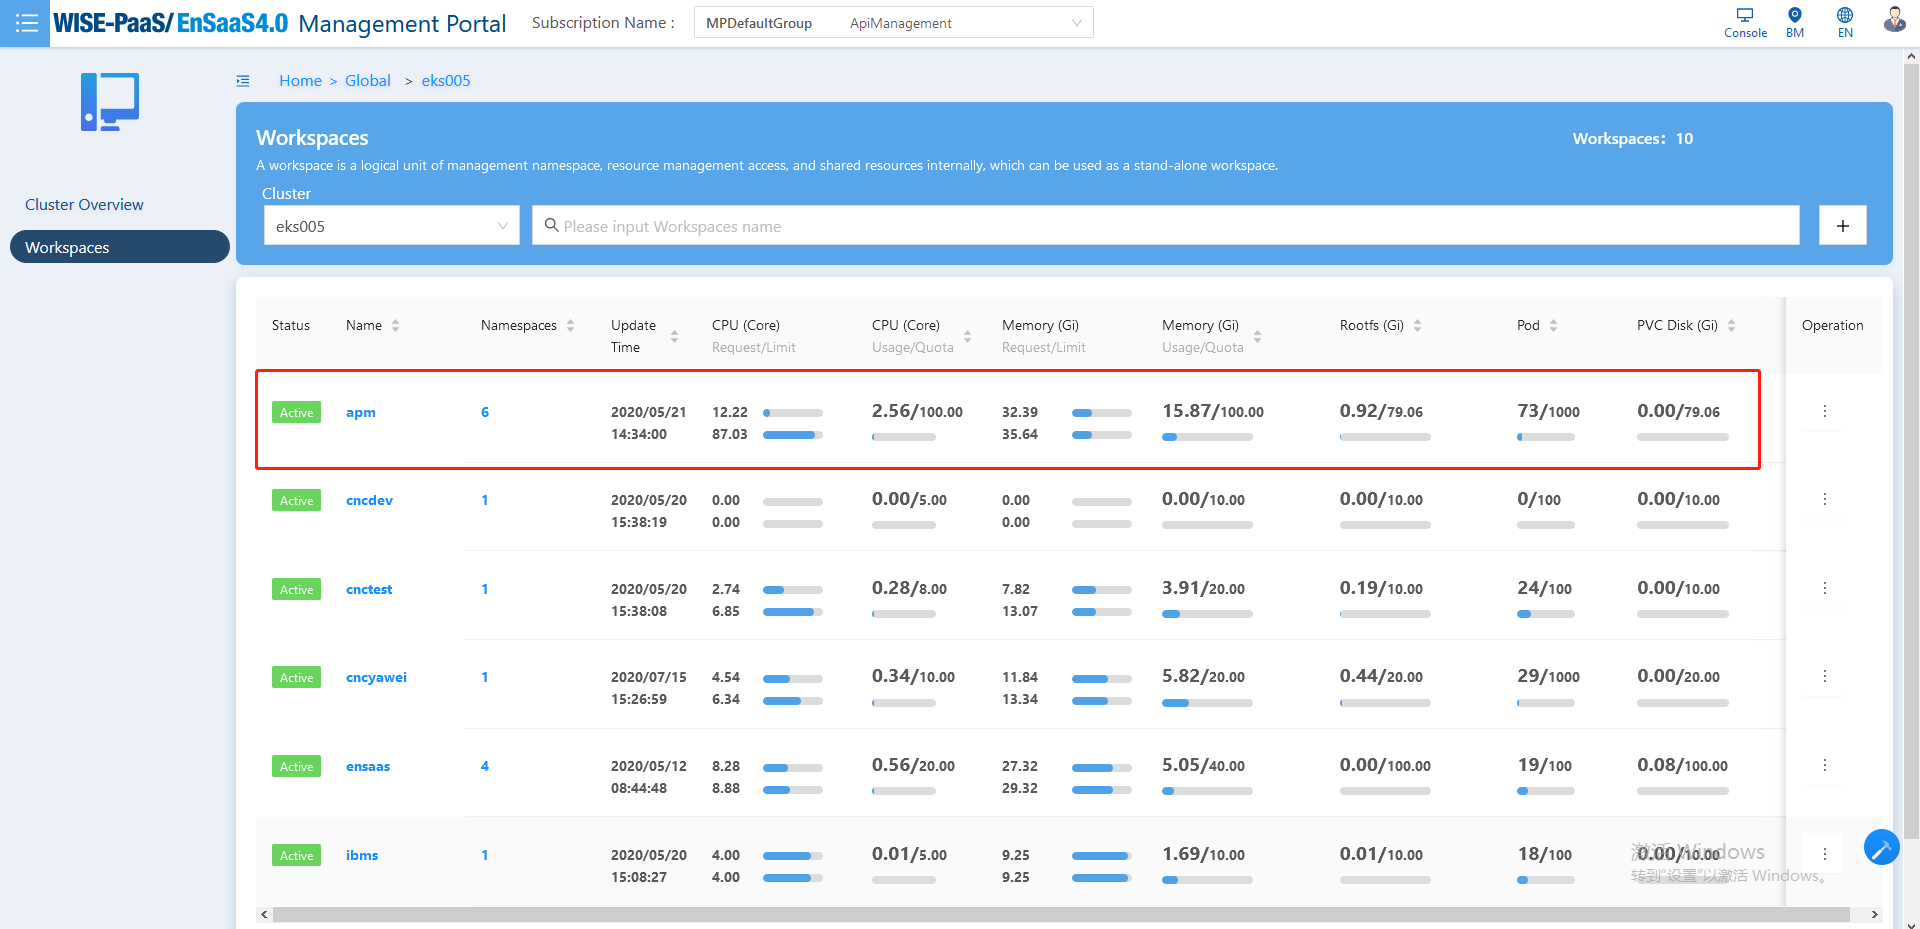 WISE-PaaS/ EnSaaS4.0 Management Portal Subscription Name : MPDefaultGroup ApiManagement Console BM EN
Home > Global > eks005
Workspaces
Workspaces: 10
A workspace is a logical unit of management namespace, resource management access, and shared resources internally, which can be used as a stand-alone workspace.
Cluster Overview
Workspaces
Cluster
eks005 Please input Workspaces name +
Status Name Namespaces Update Time CPU (Core) Request/Limit CPU (Core) Usage/Quota Memory (Gi) Request/Limit Memory (Gi) Usage/Quota Rootfs (Gi) Pod PVC Disk (Gi) Operation
Active apm 6 2020/05/21 12.22 2.56/100.00 32.39 15.87/100.00 0.92/79.06 73/1000 0.00/79.06
14:34:00 87.03 35.64
Active cncdev 1 2020/05/20 0.00 0.00/5.00 0.00 0.00/10.00 0.00/10.00 0/100 0.00/10.00
15:38:19 0.00 0.00
Active cnctest 1 2020/05/20 2.74 0.28/8.00 7.82 3.91/20.00 0.19/10.00 24/100 0.00/10.00
15:38:08 6.85 13.07
Active cncyawei 1 2020/07/15 4.54 0.34/10.00 11.84 5.82/20.00 0.44/20.00 29/1000 0.00/20.00
15:26:59 6.34 13.34
Active ensaas 4 2020/05/12 8.28 0.56/20.00 27.32 5.05/40.00 0.00/100.00 19/100 0.08/100.00
08:44:48 8.88 29.32
Active ibms 1 2020/05/20 4.00 0.01/5.00 9.25 1.69/10.00 0.01/10.00 18/100 0.00/10.00
15:08:27 4.00 9.25
激活 Windows
转到"设置"以激活 Windows。